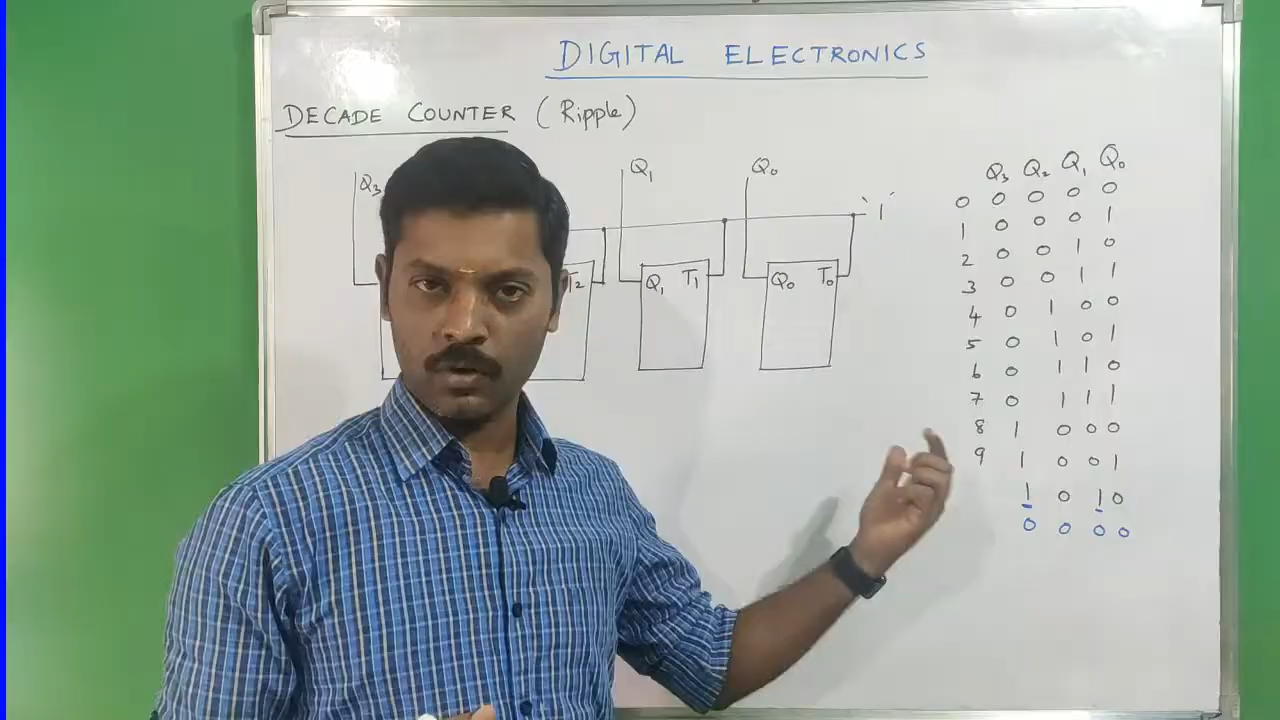 DIGITAL ELECTRONICS
DECADE COUNTER (Ripple)
Q3 Q1 Q0 '1'
T2 Q1 T1 Q0 T0
Q3 Q2 Q1 Q0
0 0 0 0 0
1 0 0 0 1
2 0 0 1 0
3 0 0 1 1
4 0 1 0 0
5 0 1 0 1
6 0 1 1 0
7 0 1 1 1
8 1 0 0 0
9 1 0 0 1
1 0 1 0
0 0 0 0